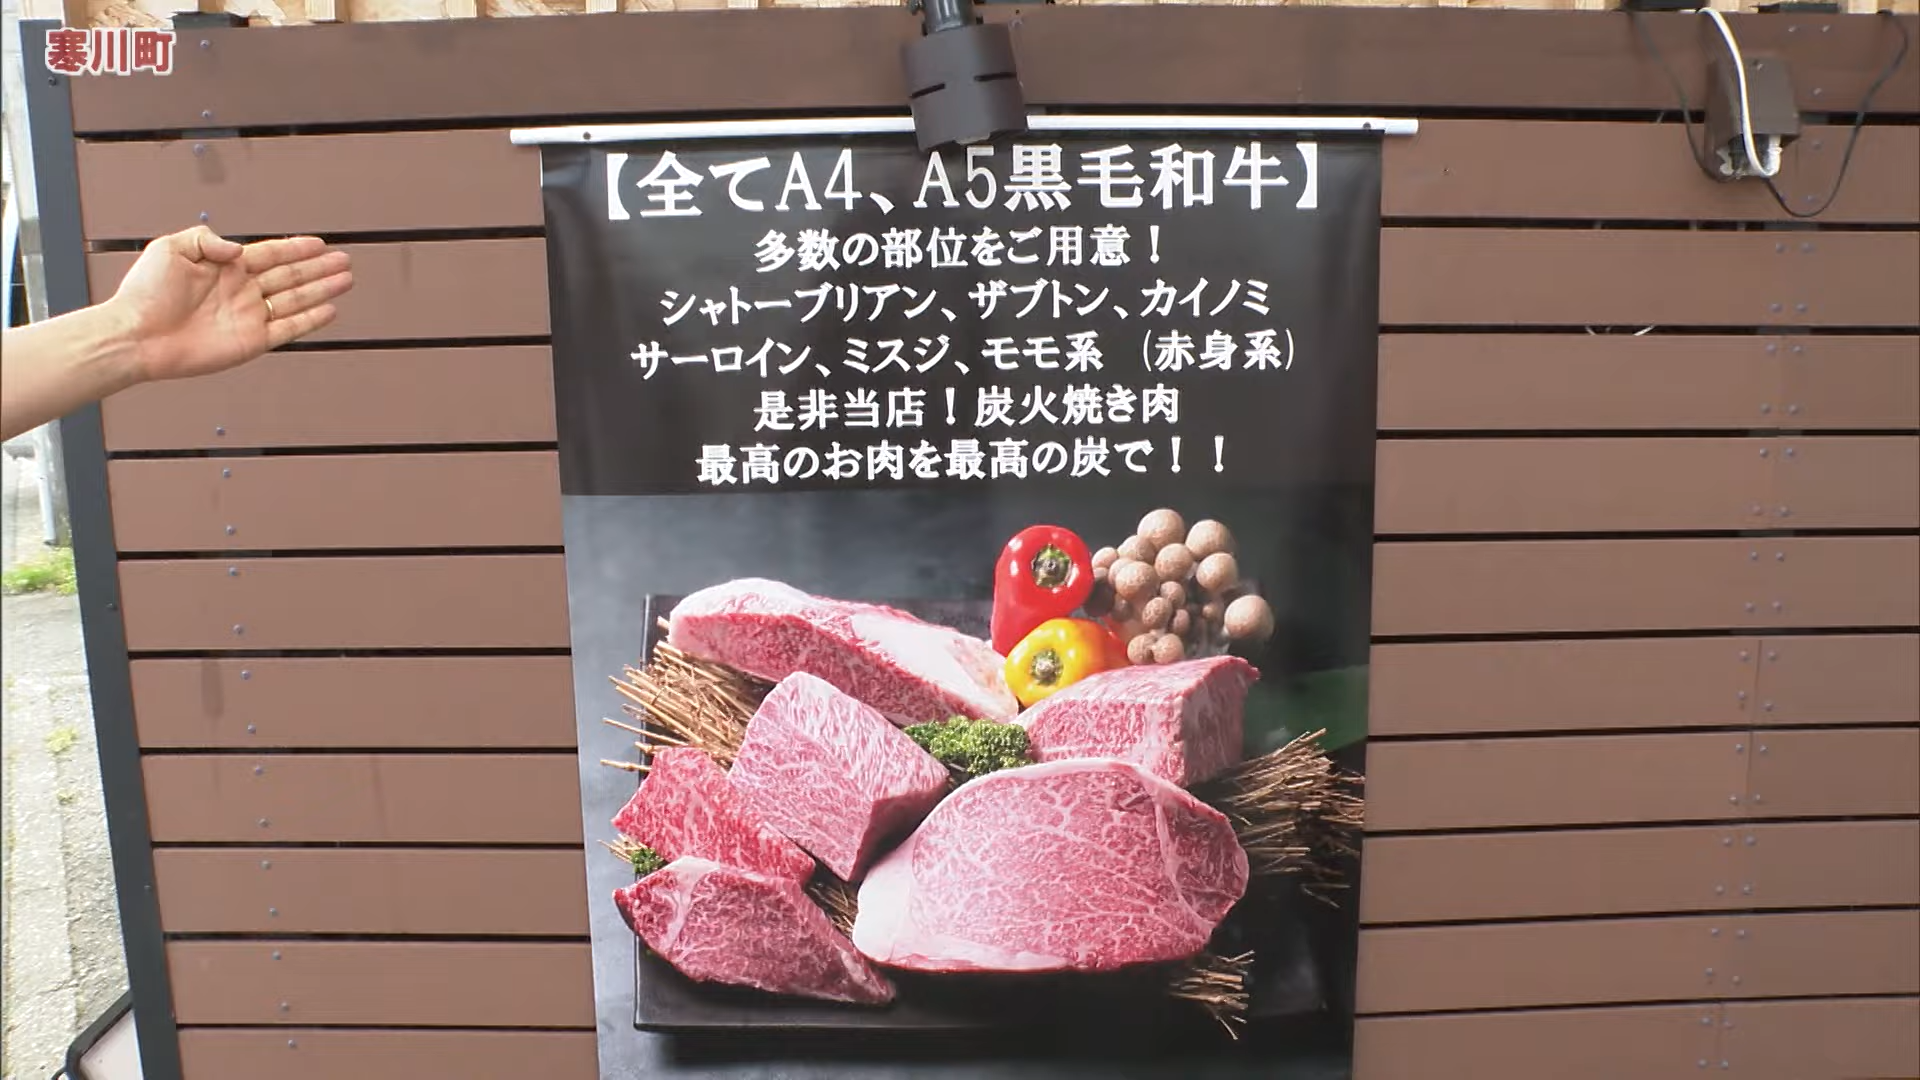 寒川町
【全てA4、A5黒毛和牛】
多数の部位をご用意！
シャトーブリアン、ザブトン、カイノミ
サーロイン、ミスジ、モモ系　(赤身系)
是非当店！炭火焼き肉
最高のお肉を最高の炭で！！